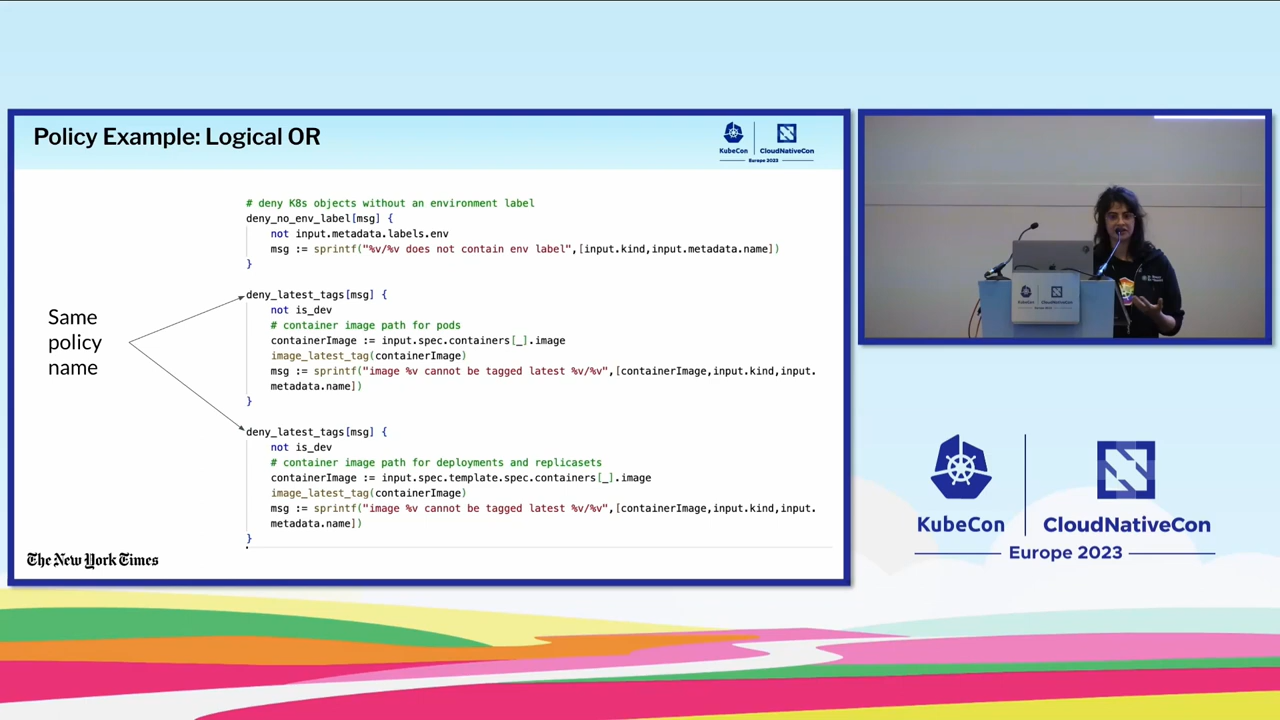 Policy Example: Logical OR
KubeCon
CloudNativeCon
Europe 2023
# deny K8s objects without an environment label
deny_no_env_label[msg] {
not input.metadata.labels.env
msg := sprintf("%v/%v does not contain env label",[input.kind,input.metadata.name])
}
deny_latest_tags[msg] {
not is_dev
# container image path for pods
containerImage := input.spec.containers[_].image
image_latest_tag(containerImage)
msg := sprintf("image %v cannot be tagged latest %v/%v",[containerImage,input.kind,input.
metadata.name])
}
Same
policy
name
deny_latest_tags[msg] {
not is_dev
# container image path for deployments and replicasets
containerImage := input.spec.template.spec.containers[_].image
image_latest_tag(containerImage)
msg := sprintf("image %v cannot be tagged latest %v/%v",[containerImage,input.kind,input.
metadata.name])
}
The New York Times
KubeCon
CloudNativeCon
KubeCon
CloudNativeCon
Europe 2023